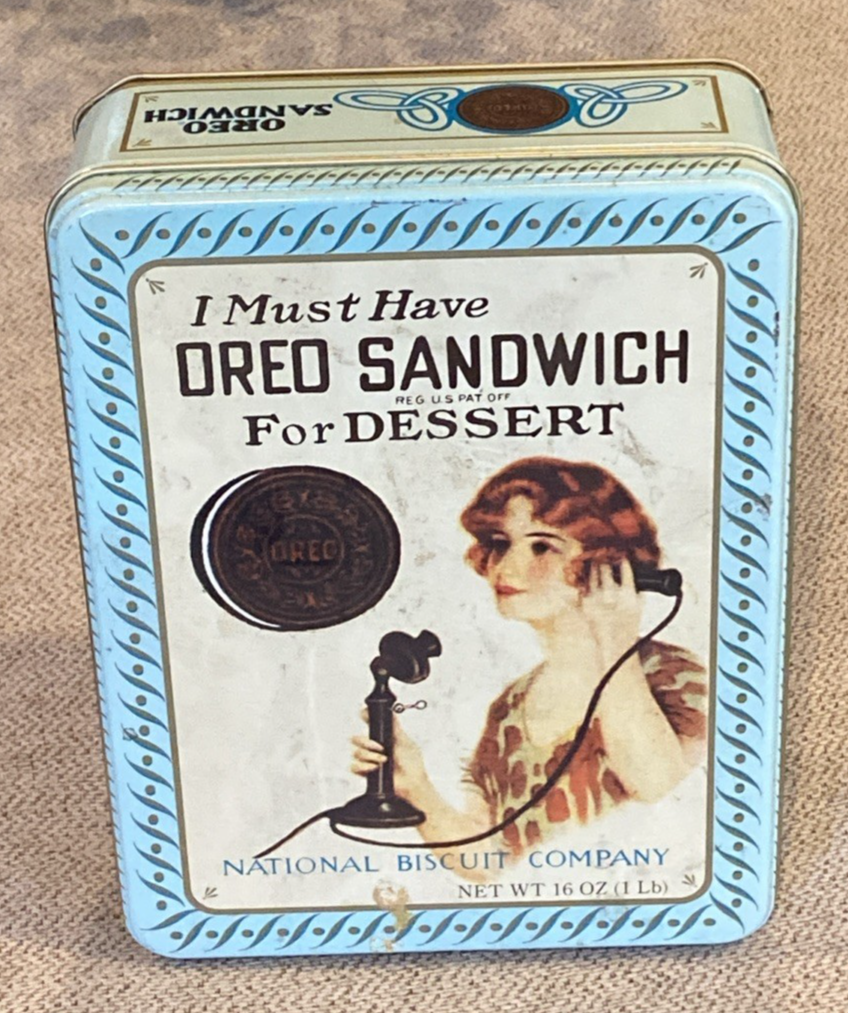 OREO
SANDWICH
I Must Have
OREO SANDWICH
REG U.S PAT OFF
For DESSERT
OREO
NATIONAL BISCUIT COMPANY
NET WT 16 OZ (1 Lb)